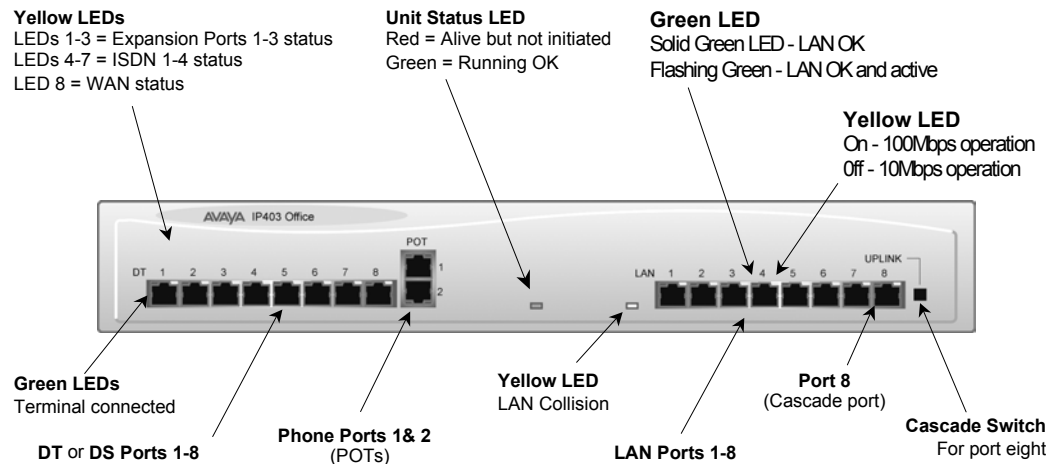 Yellow LEDs
LEDs 1-3 = Expansion Ports 1-3 status
LEDs 4-7 = ISDN 1-4 status
LED 8 = WAN status
Unit Status LED
Red = Alive but not initiated
Green = Running OK
Green LED
Solid Green LED - LAN OK
Flashing Green - LAN OK and active
Yellow LED
On - 100Mbps operation
0ff - 10Mbps operation
AVAYA IP403 Office
POT
1
2
DT 1 2 3 4 5 6 7 8
LAN 1 2 3 4 5 6 7 8
UPLINK
Green LEDs
Terminal connected
DT or DS Ports 1-8
Phone Ports 1& 2
(POTs)
Yellow LED
LAN Collision
LAN Ports 1-8
Port 8
(Cascade port)
Cascade Switch
For port eight